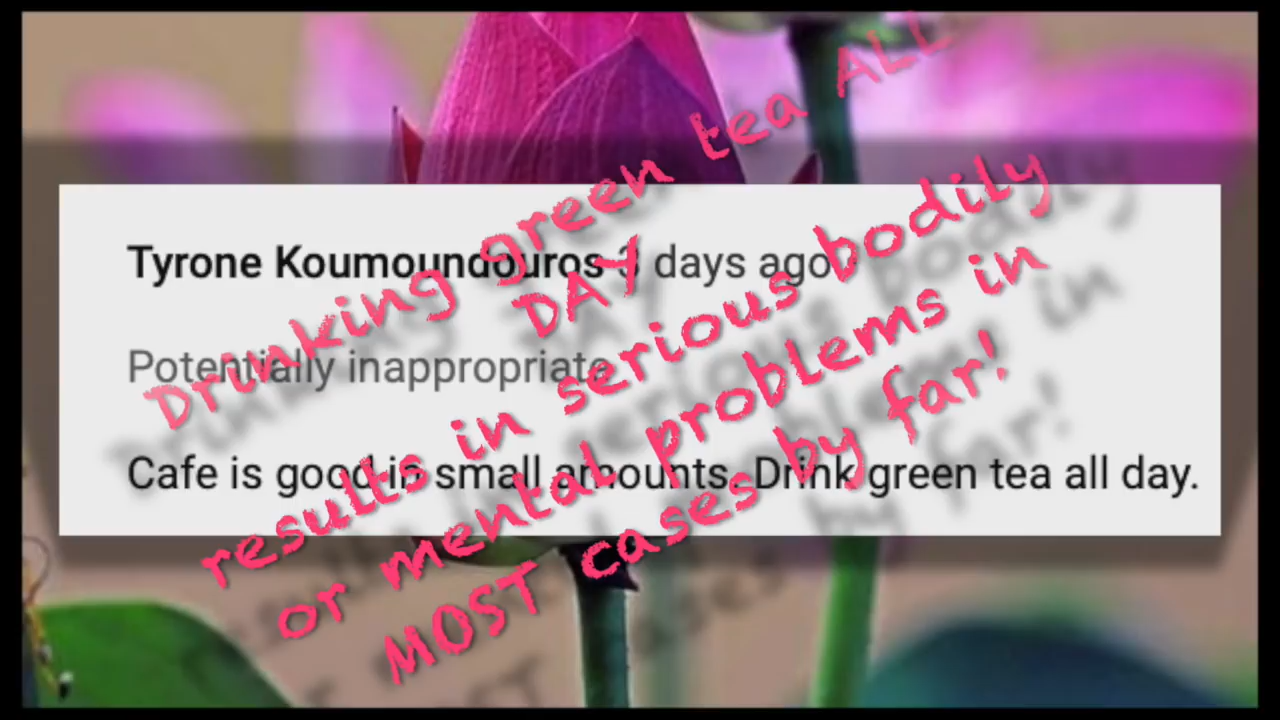 Tyrone Koumoundouros 3 days ago
Potentially inappropriate
Cafe is good in small amounts. Drink green tea all day.
Drinking green tea ALL
DAY
results in serious bodily
or mental problems in
MOST cases by far!